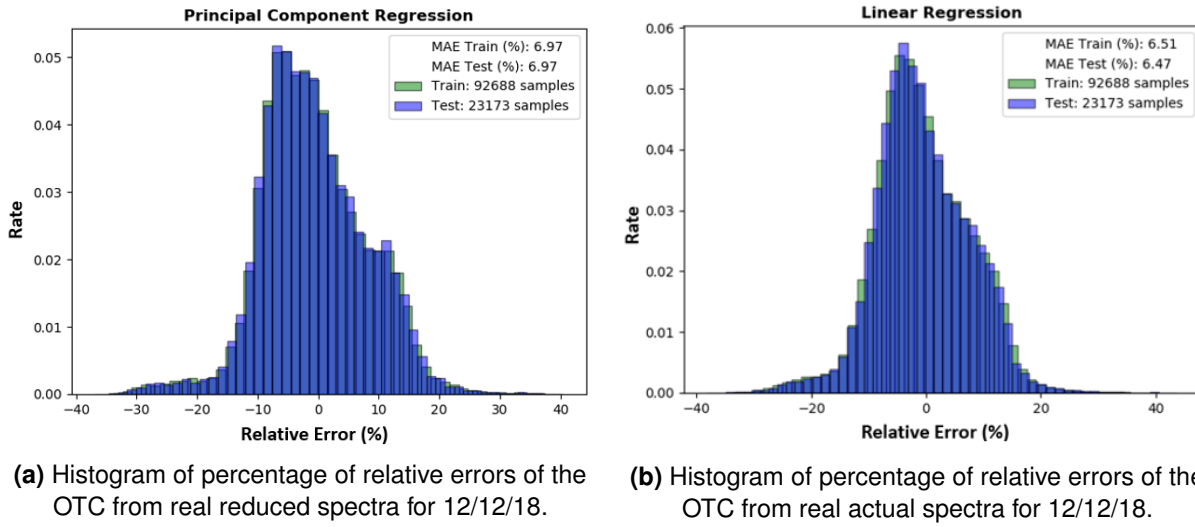 Principal Component Regression
MAE Train (%): 6.97
MAE Test (%): 6.97
Train: 92688 samples
Test: 23173 samples
0.05
0.04
0.03
0.02
0.01
0.00
Rate
−40 −30 −20 −10 0 10 20 30 40
Relative Error (%)
(a) Histogram of percentage of relative errors of the
OTC from real reduced spectra for 12/12/18.
Linear Regression
MAE Train (%): 6.51
MAE Test (%): 6.47
Train: 92688 samples
Test: 23173 samples
0.06
0.05
0.04
0.03
0.02
0.01
0.00
Rate
−40 −20 0 20 40
Relative Error (%)
(b) Histogram of percentage of relative errors of the
OTC from real actual spectra for 12/12/18.